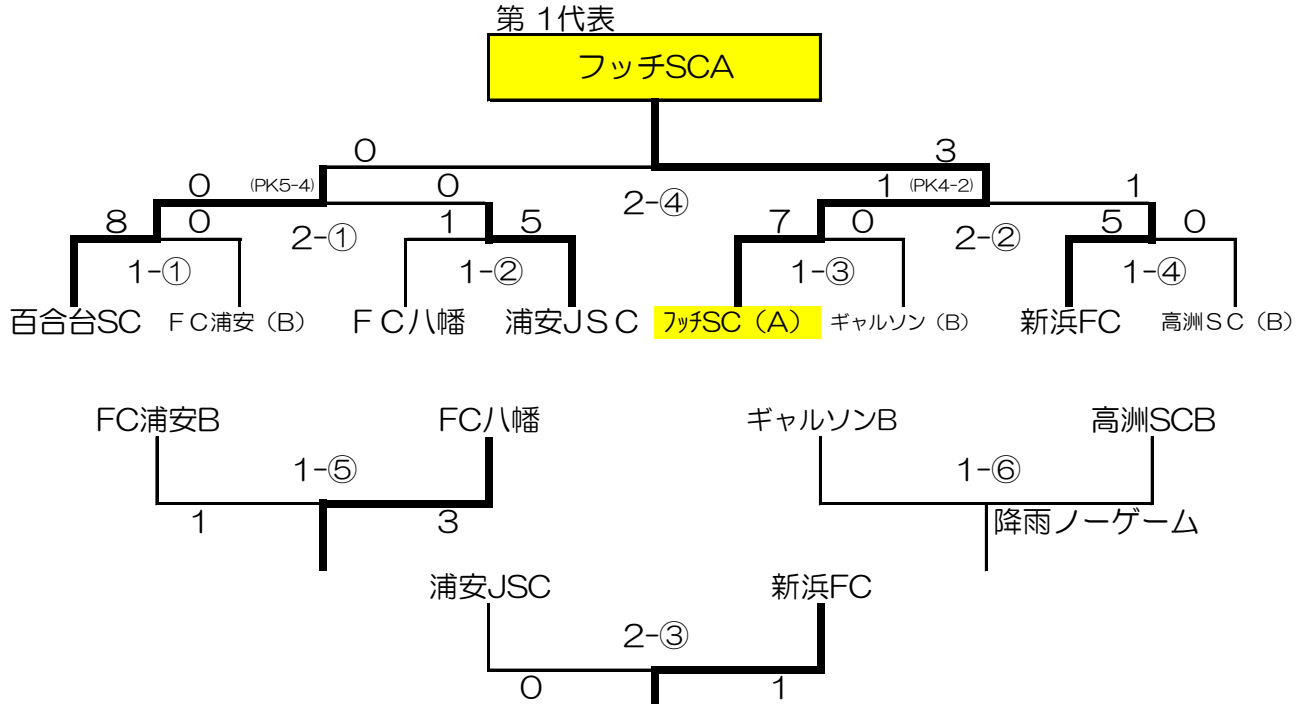 第 1代表
フッチSCA
0 3
0 (PK5-4) 0 2-④ 1 (PK4-2) 1
8 0 2-① 1 5 7 0 2-② 5 0
1-① 1-② 1-③ 1-④
百合台SC ＦＣ浦安（B） ＦＣ八幡 浦安JＳＣ ﾌｯﾁSC（A） ギャルソン（B） 新浜FC 高洲ＳＣ（B）
FC浦安B FC八幡 ギャルソンB 高洲SCB
1-⑤ 1-⑥
1 3 降雨ノーゲーム
浦安JSC 新浜FC
2-③
0 1